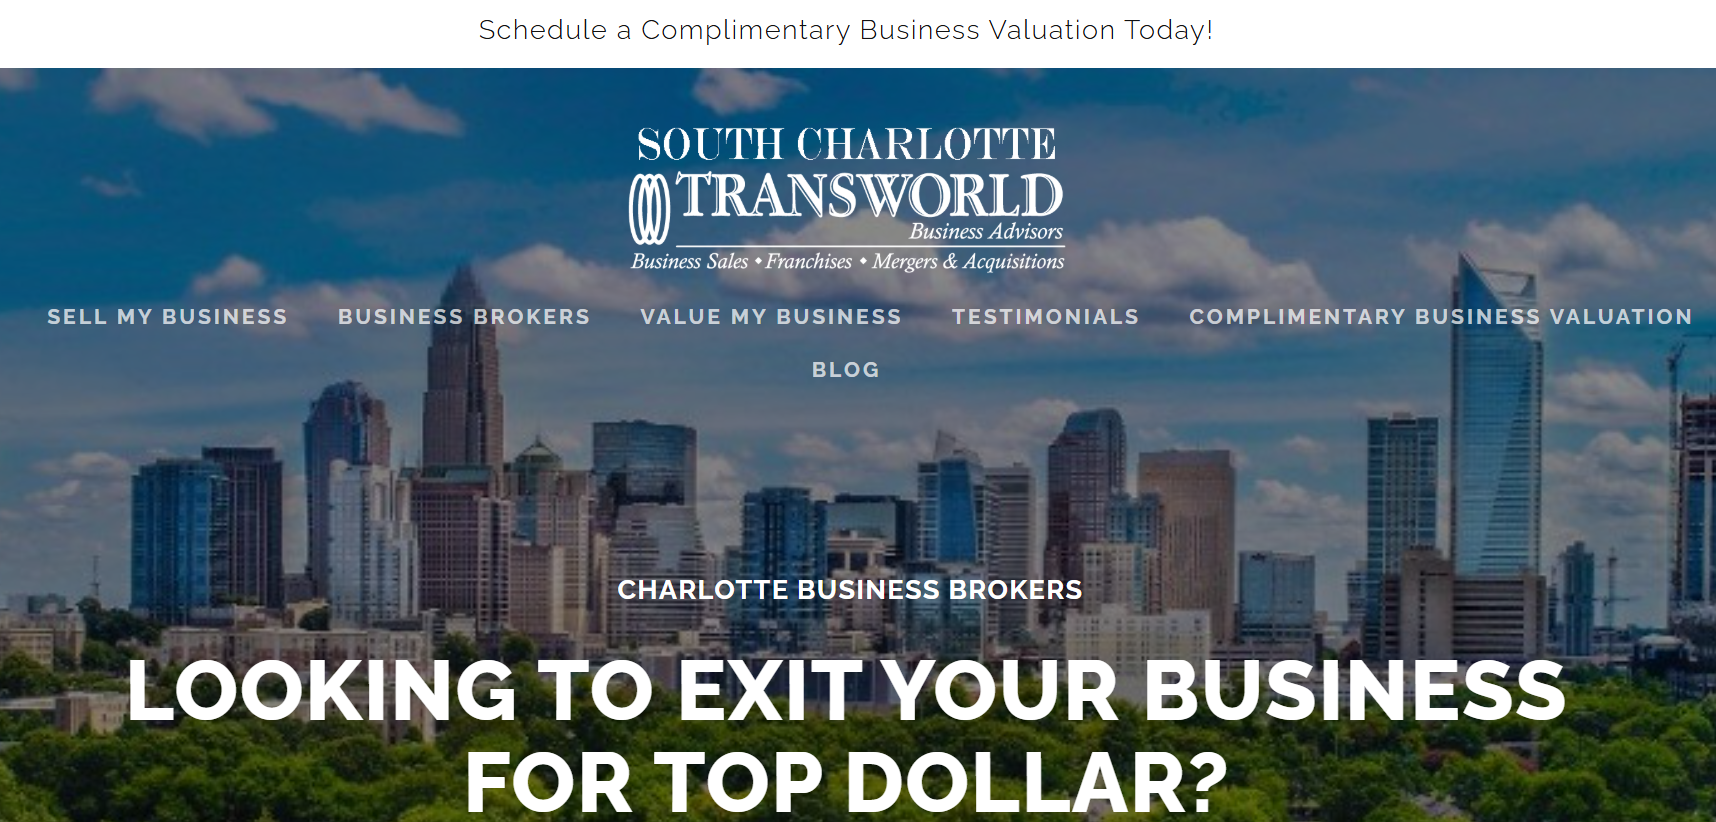 Schedule a Complimentary Business Valuation Today!
SOUTH CHARLOTTE
TRANSWORLD
Business Advisors
Business Sales • Franchises • Mergers & Acquisitions
SELL MY BUSINESS BUSINESS BROKERS VALUE MY BUSINESS TESTIMONIALS COMPLIMENTARY BUSINESS VALUATION
BLOG
CHARLOTTE BUSINESS BROKERS
LOOKING TO EXIT YOUR BUSINESS
FOR TOP DOLLAR?